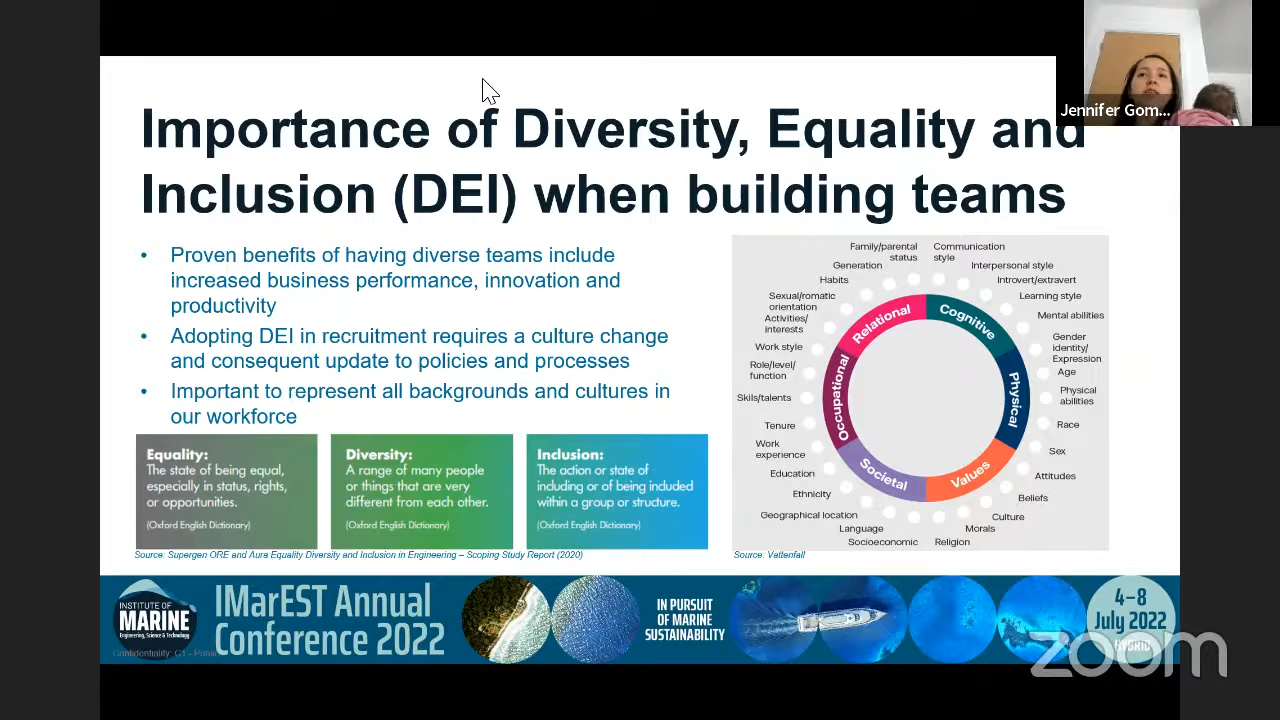 Jennifer Gom...
Importance of Diversity, Equality and
Inclusion (DEI) when building teams
• Proven benefits of having diverse teams include
increased business performance, innovation and
productivity
• Adopting DEI in recruitment requires a culture change
and consequent update to policies and processes
• Important to represent all backgrounds and cultures in
our workforce
Equality:
The state of being equal,
especially in status, rights,
or opportunities.
(Oxford English Dictionary)
Diversity:
A range of many people
or things that are very
different from each other.
(Oxford English Dictionary)
Inclusion:
The action or state of
including or of being included
within a group or structure.
(Oxford English Dictionary)
Source: Supergen ORE and Aura Equality Diversity and Inclusion in Engineering – Scoping Study Report (2020)
Family/parental
status
Generation
Habits
Sexual/romatic
orientation
Activities/
interests
Work style
Role/level/
function
Skils/talents
Tenure
Work
experience
Education
Ethnicity
Geographical location
Language
Socioeconomic
Communication
style
Interpersonal style
Introvert/extravert
Learning style
Mental abilities
Gender
identity/
Expression
Age
Physical
abilities
Race
Sex
Attitudes
Beliefs
Culture
Morals
Religion
Relational
Cognitive
Physical
Values
Societal
Occupational
Source: Vattenfall
INSTITUTE OF
MARINE
Engineering, Science & Technology
Confidentiality: C1 - Public
IMarEST Annual
Conference 2022
IN PURSUIT
OF MARINE
SUSTAINABILITY
4–8
July 2022
HYBRID
zoom